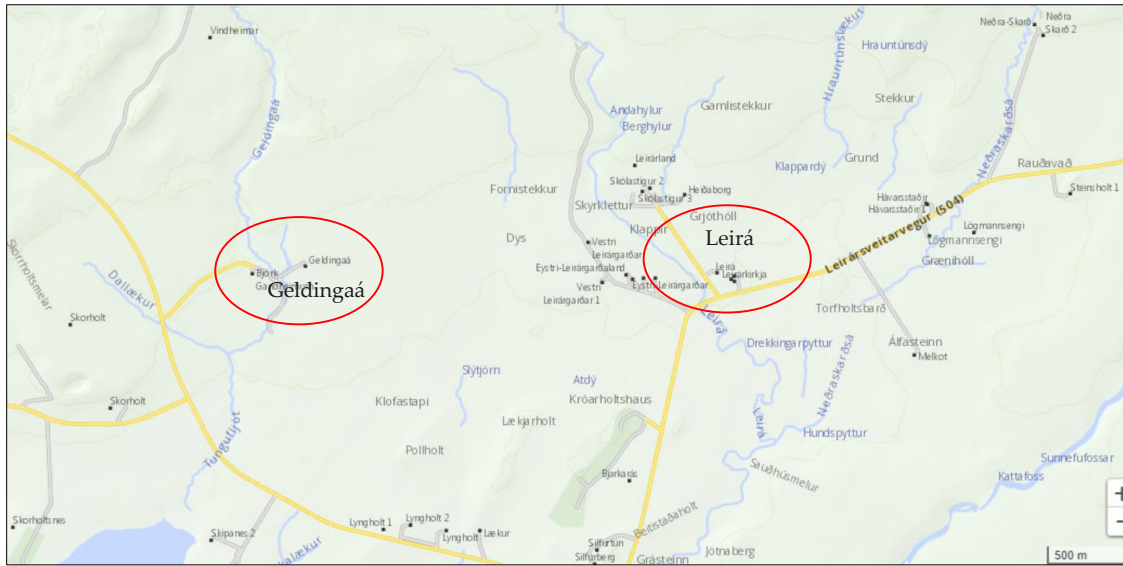 Vindheimar
Neðra-Skarð
Neðra
Skarð 2
Hrauntúnslækur
Hrauntúnsdý
Stekkur
Gamlistekkur
Andahylur
Berghylur
Geldingaá
Neðraskarðsá
Leirárland
Klappardý
Grund
Rauðavað
Skólastígur 2
Skólastígur 3
Heiðaborg
Steinsholt 1
Fornistekkur
Skyrklettur
Grjóthóll
Hávarsstaðir
Hávarsstaðir 1
Leirársveitarvegur (504)
Klappir
Dys
Leirá
Lögmannsengi
Lögmannsengi
Vestri
Leirárgarðar
Skorholtsmelar
Geldingaá
Grænihóll
Björk
Eystri-Leirárgarðaland
Leirá
Leirárkirkja
Geldingaá
Dallækur
Vestri
Leirárgarðar 1
Eystri-Leirárgarðar
Torfholtsbarð
Leirá
Skorholt
Drekkingarpyttur
Álfasteinn
Melkot
Slýtjörn
Atdý
Neðraskarðsá
Króarholtshaus
Klofastapi
Skorholt
Lækjarholt
Leirá
Hundspyttur
Tungufljót
Pollholt
Sauðhúsmelur
Sunnefufossar
Bjarkarás
Kattafoss
Skorholtsnes
Lyngholt 1
Lyngholt 2
Lyngholt
Lækur
Beitistaðaholt
Skipanes 2
Silfurtún
Silfurberg
Grásteinn
Jótnaberg
+
−
500 m